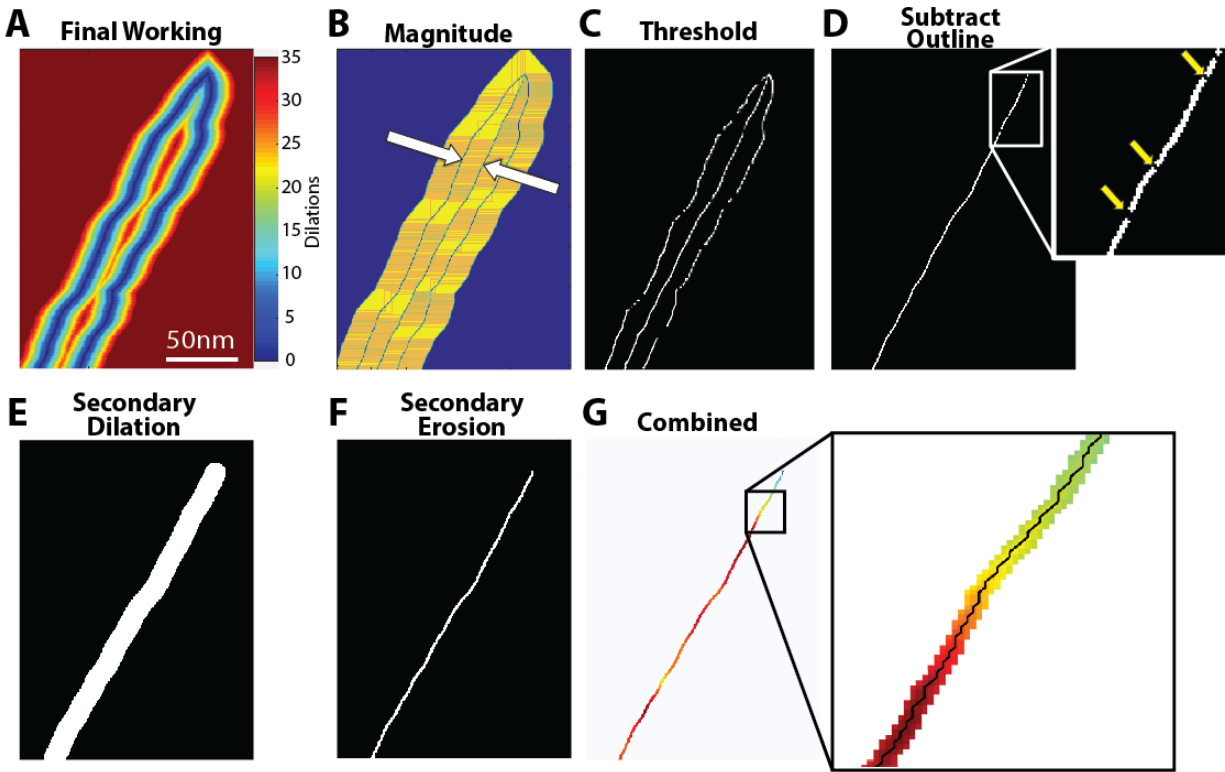 A Final Working
35
30
25
20
15
10
5
0
Dilations
50nm
B Magnitude
C Threshold
D Subtract
Outline
E Secondary
Dilation
F Secondary
Erosion
G Combined